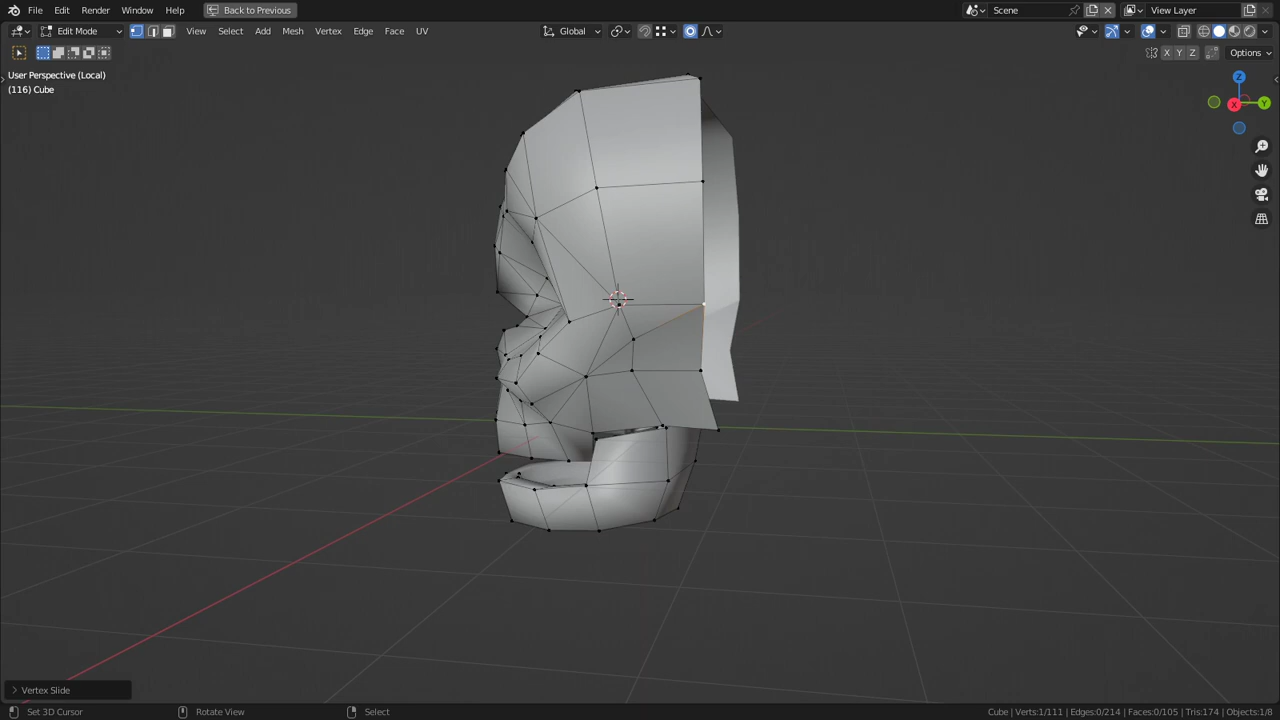 File Edit Render Window Help Back to Previous Scene View Layer
Edit Mode View Select Add Mesh Vertex Edge Face UV Global
X Y Z Options
User Perspective (Local)
(116) Cube
Z
X Y
Vertex Slide
Set 3D Cursor Rotate View Select Cube | Verts:1/111 | Edges:0/214 | Faces:0/105 | Tris:174 | Objects:1/8